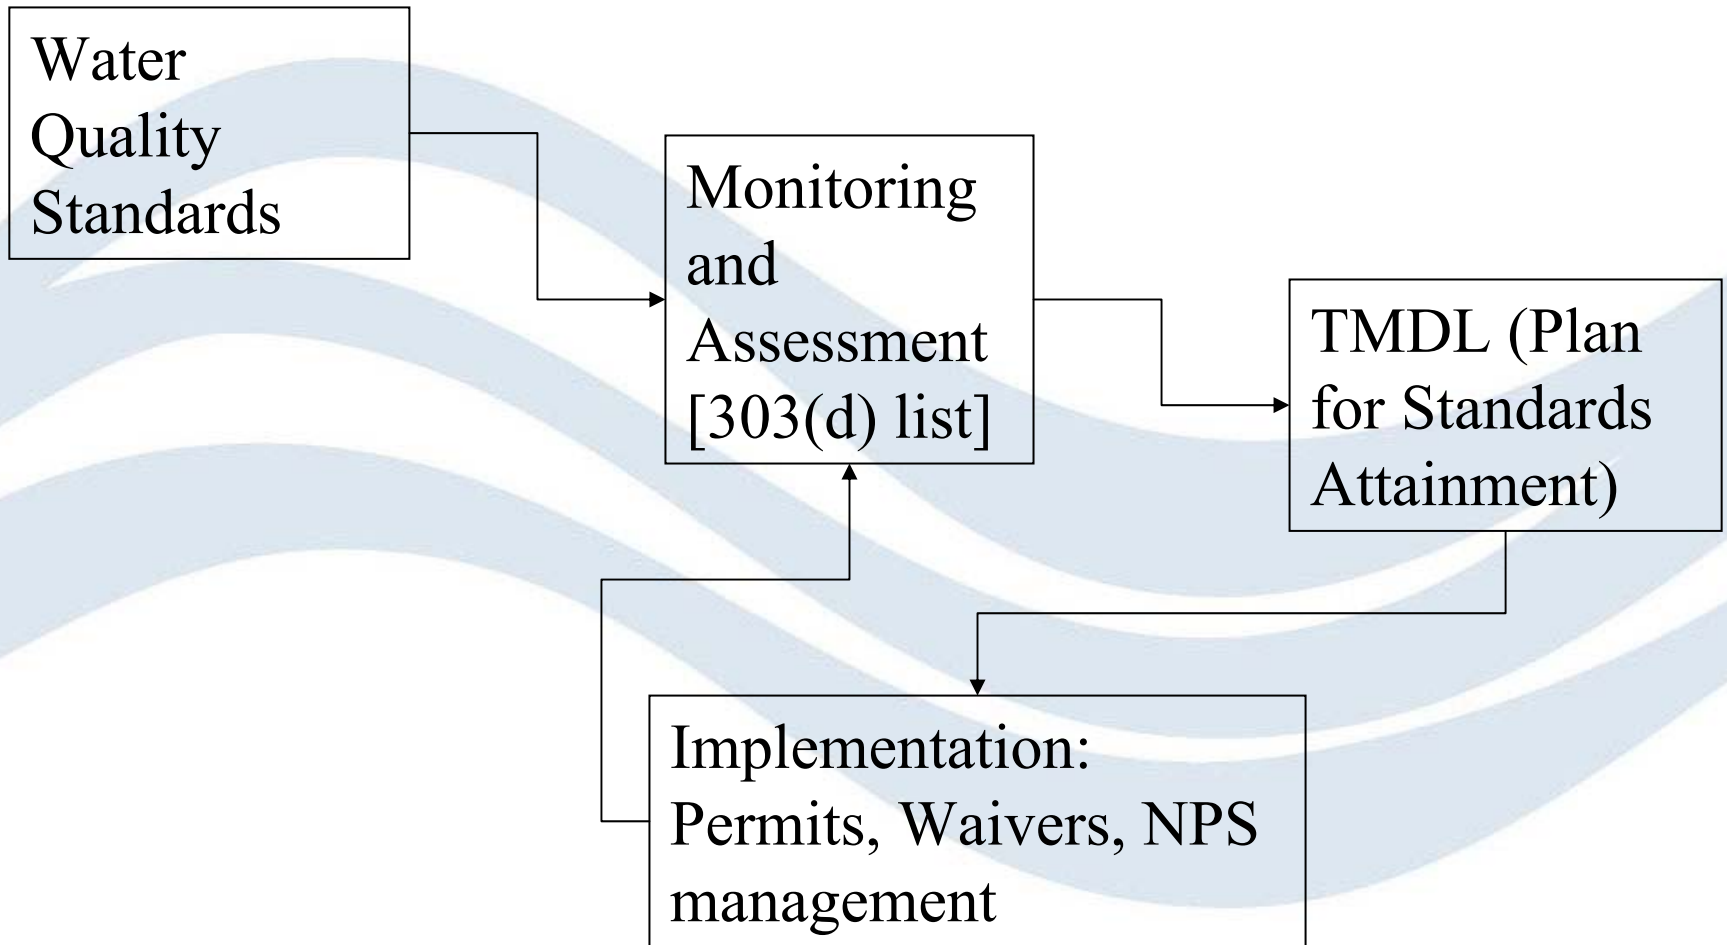 Water
Quality
Standards
Monitoring
and
Assessment
[303(d) list]
TMDL (Plan
for Standards
Attainment)
Implementation:
Permits, Waivers, NPS
management